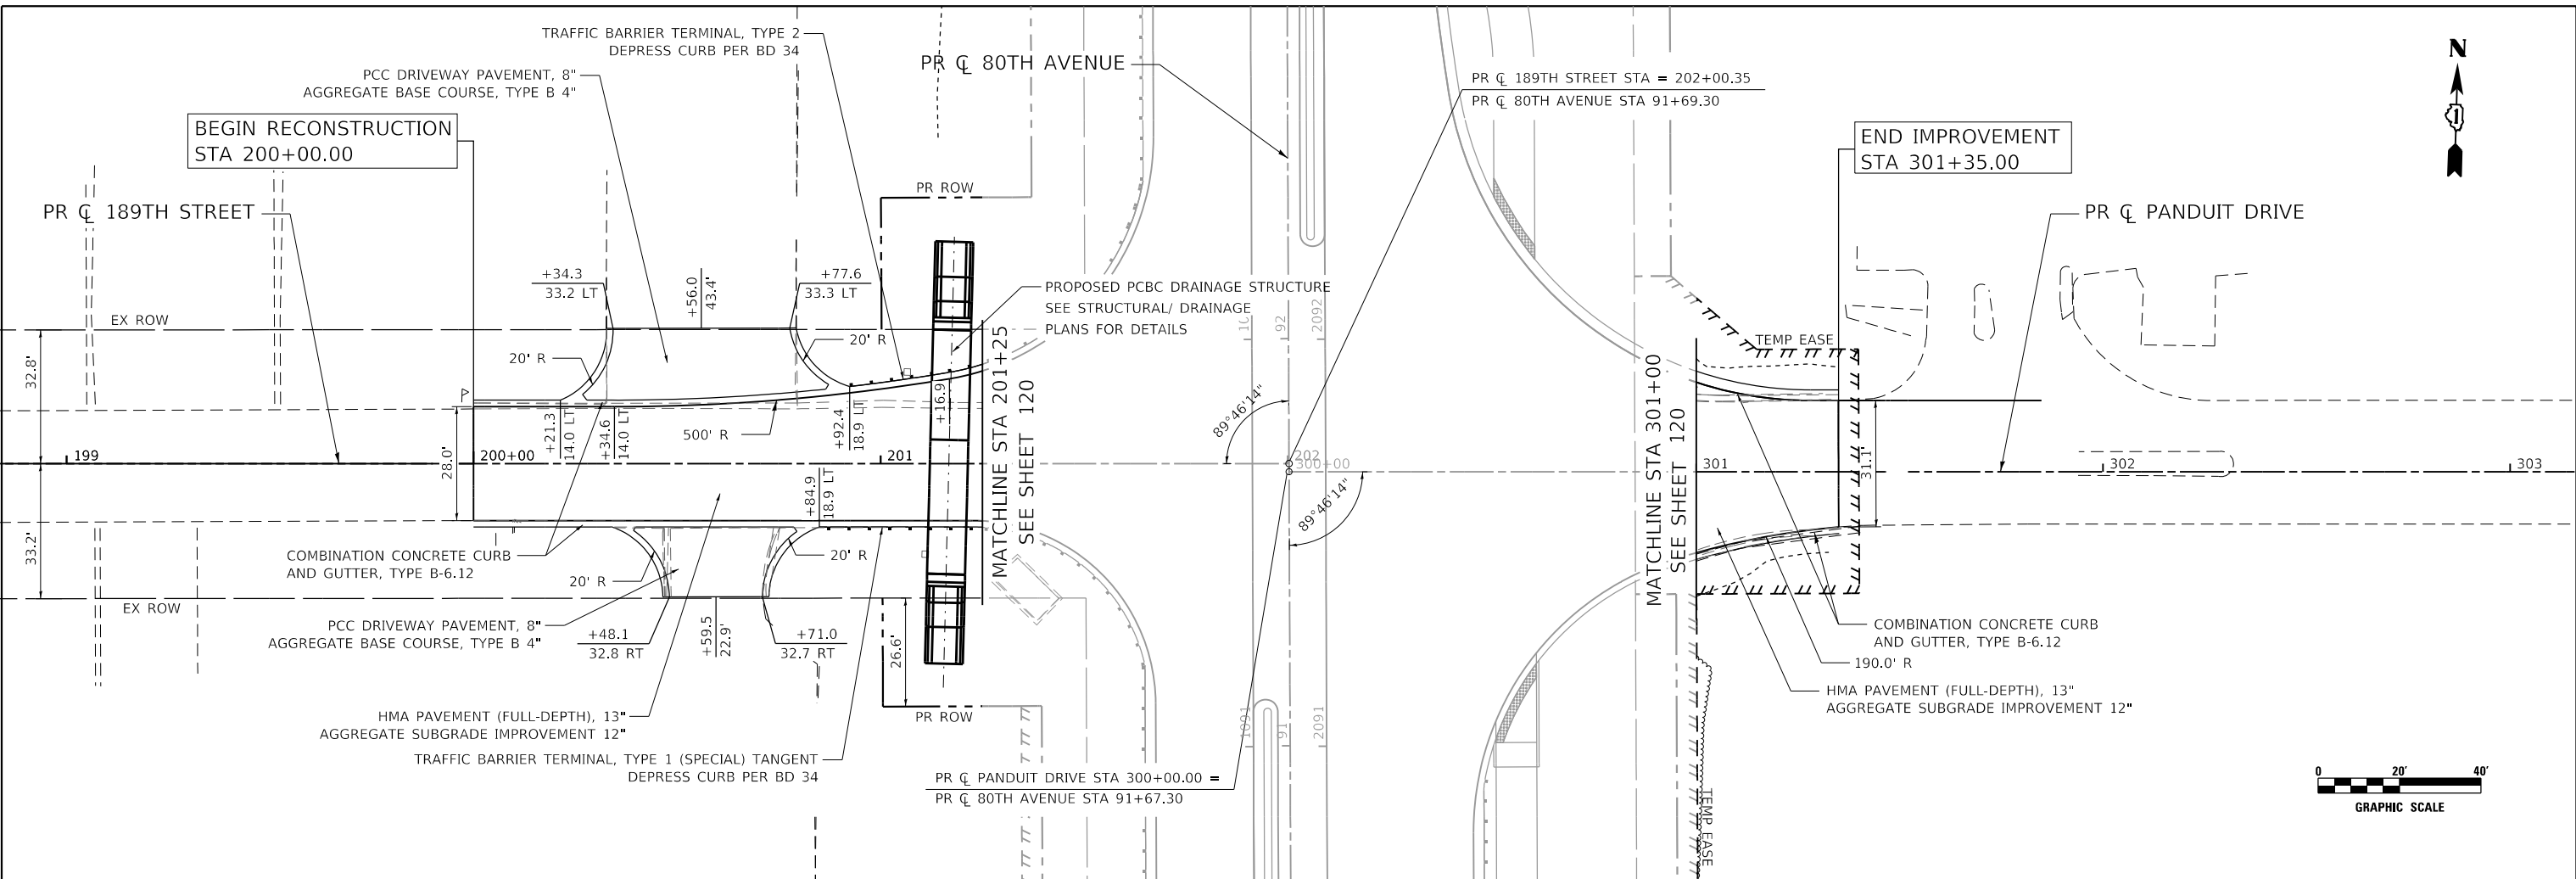 TRAFFIC BARRIER TERMINAL, TYPE 2
DEPRESS CURB PER BD 34
PCC DRIVEWAY PAVEMENT, 8"
AGGREGATE BASE COURSE, TYPE B 4"
BEGIN RECONSTRUCTION
STA 200+00.00
PR ℄ 189TH STREET
PR ℄ 80TH AVENUE
PR ℄ 189TH STREET STA = 202+00.35
PR ℄ 80TH AVENUE STA 91+69.30
END IMPROVEMENT
STA 301+35.00
N
1
PR ℄ PANDUIT DRIVE
PR ROW
+34.3
33.2 LT
+56.0
43.4'
+77.6
33.3 LT
EX ROW
20' R
20' R
PROPOSED PCBC DRAINAGE STRUCTURE
SEE STRUCTURAL/ DRAINAGE
PLANS FOR DETAILS
92
2092
TEMP EASE
32.8'
33.2'
28.0'
+21.3
14.0 LT
+34.6
14.0 LT
500' R
+92.4
18.9 LT
+16.9
MATCHLINE STA 201+25
SEE SHEET 120
89°46'14"
89°46'14"
MATCHLINE STA 301+00
SEE SHEET 120
31.1'
199
200+00
201
202
300+00
301
302
303
+84.9
18.9 LT
COMBINATION CONCRETE CURB
AND GUTTER, TYPE B-6.12
20' R
20' R
EX ROW
PCC DRIVEWAY PAVEMENT, 8"
AGGREGATE BASE COURSE, TYPE B 4"
+48.1
32.8 RT
+59.5
22.9'
+71.0
32.7 RT
26.6'
PR ROW
HMA PAVEMENT (FULL-DEPTH), 13"
AGGREGATE SUBGRADE IMPROVEMENT 12"
TRAFFIC BARRIER TERMINAL, TYPE 1 (SPECIAL) TANGENT
DEPRESS CURB PER BD 34
1091
91
2091
PR ℄ PANDUIT DRIVE STA 300+00.00 =
PR ℄ 80TH AVENUE STA 91+67.30
COMBINATION CONCRETE CURB
AND GUTTER, TYPE B-6.12
190.0' R
HMA PAVEMENT (FULL-DEPTH), 13"
AGGREGATE SUBGRADE IMPROVEMENT 12"
TEMP EASE
0 20' 40'
GRAPHIC SCALE